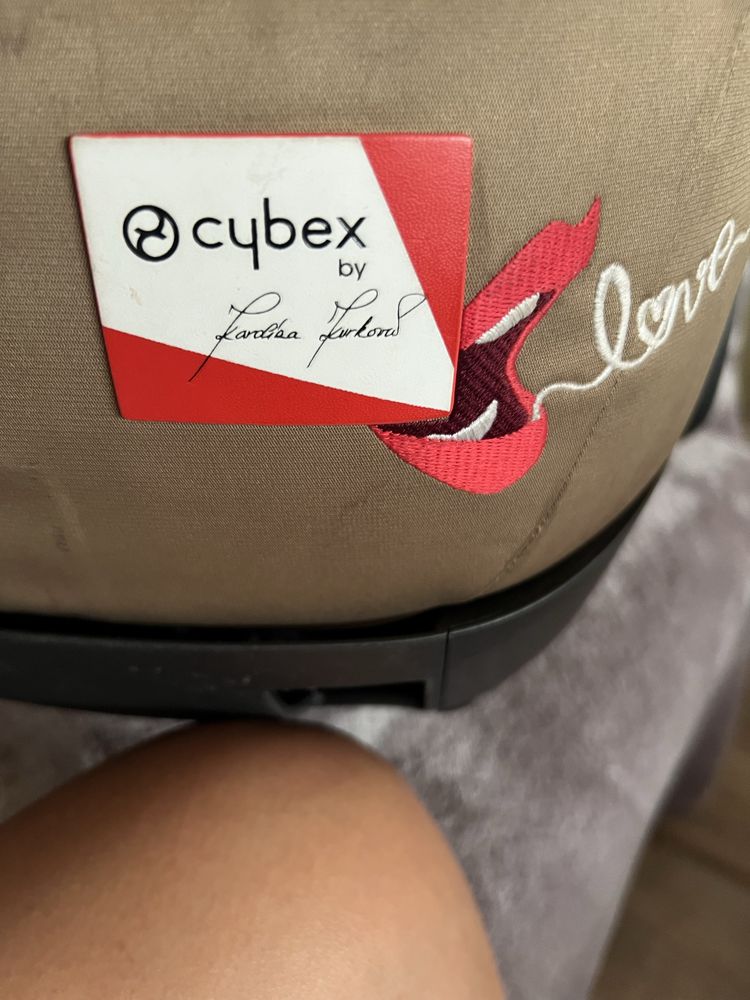 cybex
by
Karolína Kurková
love